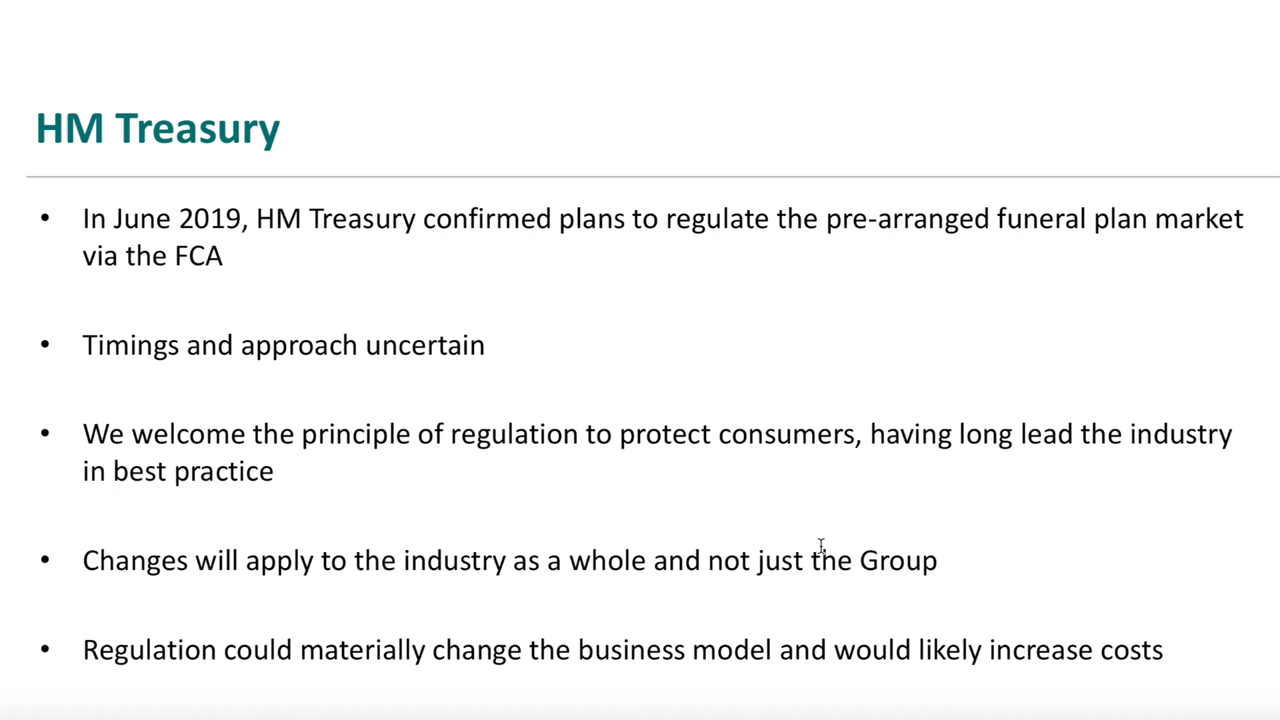 HM Treasury
• In June 2019, HM Treasury confirmed plans to regulate the pre-arranged funeral plan market
via the FCA
• Timings and approach uncertain
• We welcome the principle of regulation to protect consumers, having long lead the industry
in best practice
• Changes will apply to the industry as a whole and not just the Group
• Regulation could materially change the business model and would likely increase costs